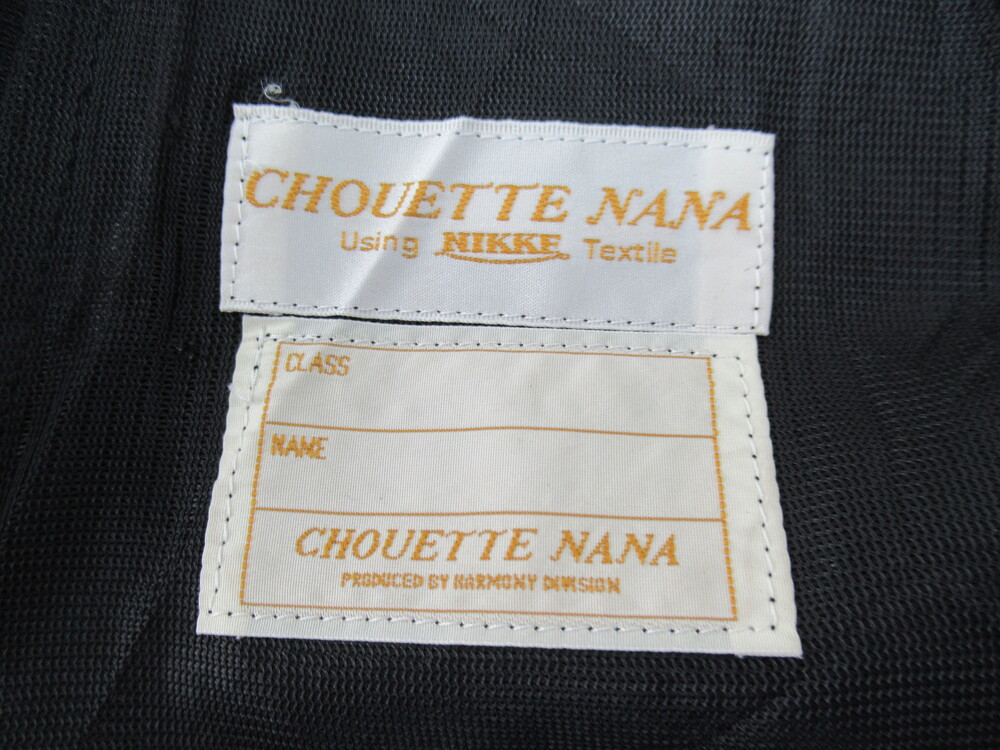 CHOUETTE NANA
Using NIKKE Textile
CLASS
NAME
CHOUETTE NANA
PRODUCED BY HARMONY DIVISION